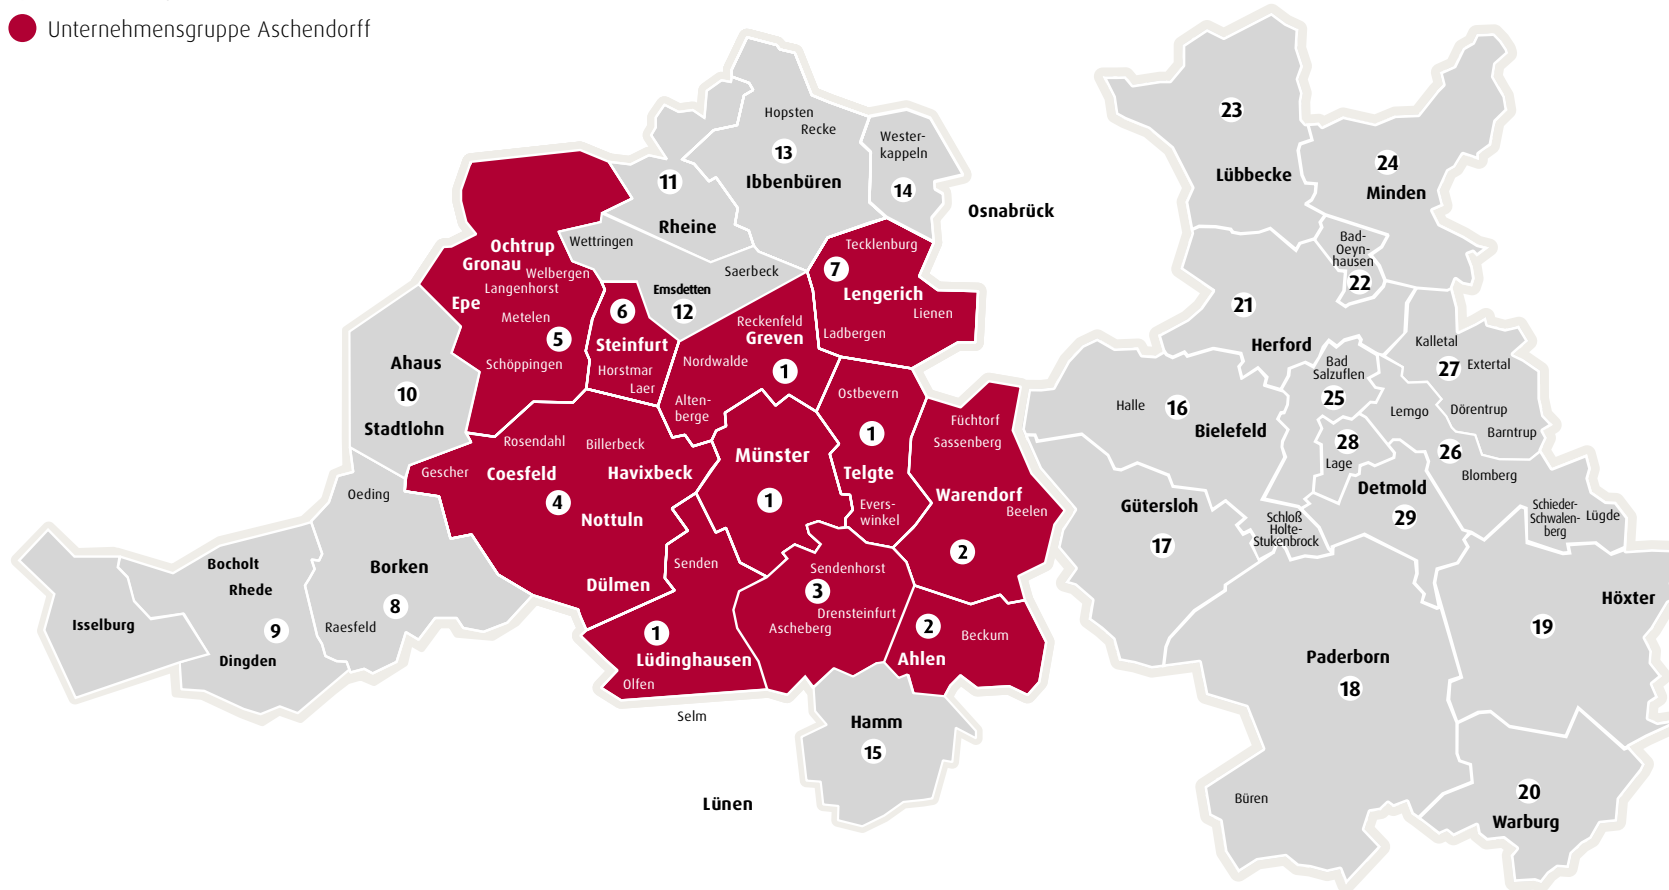 Unternehmensgruppe Aschendorff
Hopsten
Recke
13
Ibbenbüren
Wester-
kappeln
14
11
Rheine
Osnabrück
Ochtrup
Gronau
Welbergen
Langenhorst
Epe
Metelen
5
Schöppingen
Wettringen
Saerbeck
Emsdetten
12
6
Steinfurt
Horstmar
Laer
Tecklenburg
7
Lengerich
Lienen
Ladbergen
Reckenfeld
Greven
Nordwalde
1
Alten-
berge
Ahaus
10
Stadtlohn
Ostbevern
1
Telgte
Evers-
winkel
Füchtorf
Sassenberg
Warendorf
Beelen
2
Münster
1
Rosendahl
Billerbeck
Gescher
Coesfeld
Havixbeck
4
Nottuln
Dülmen
Oeding
Borken
8
Raesfeld
Bocholt
Rhede
9
Dingden
Isselburg
Senden
1
Lüdinghausen
Olfen
Sendenhorst
3
Drensteinfurt
Ascheberg
2
Beckum
Ahlen
Selm
Hamm
15
Lünen
23
Lübbecke
24
Minden
Bad-
Oeyn-
hausen
22
21
Herford
Kalletal
27
Extertal
Bad
Salzuflen
25
Lemgo
Dörentrup
Barntrup
Halle
16
Bielefeld
28
Lage
26
Blomberg
Detmold
29
Schieder-
Schwalen-
berg
Lügde
Gütersloh
17
Schloß
Holte-
Stukenbrock
Höxter
19
Paderborn
18
Büren
20
Warburg